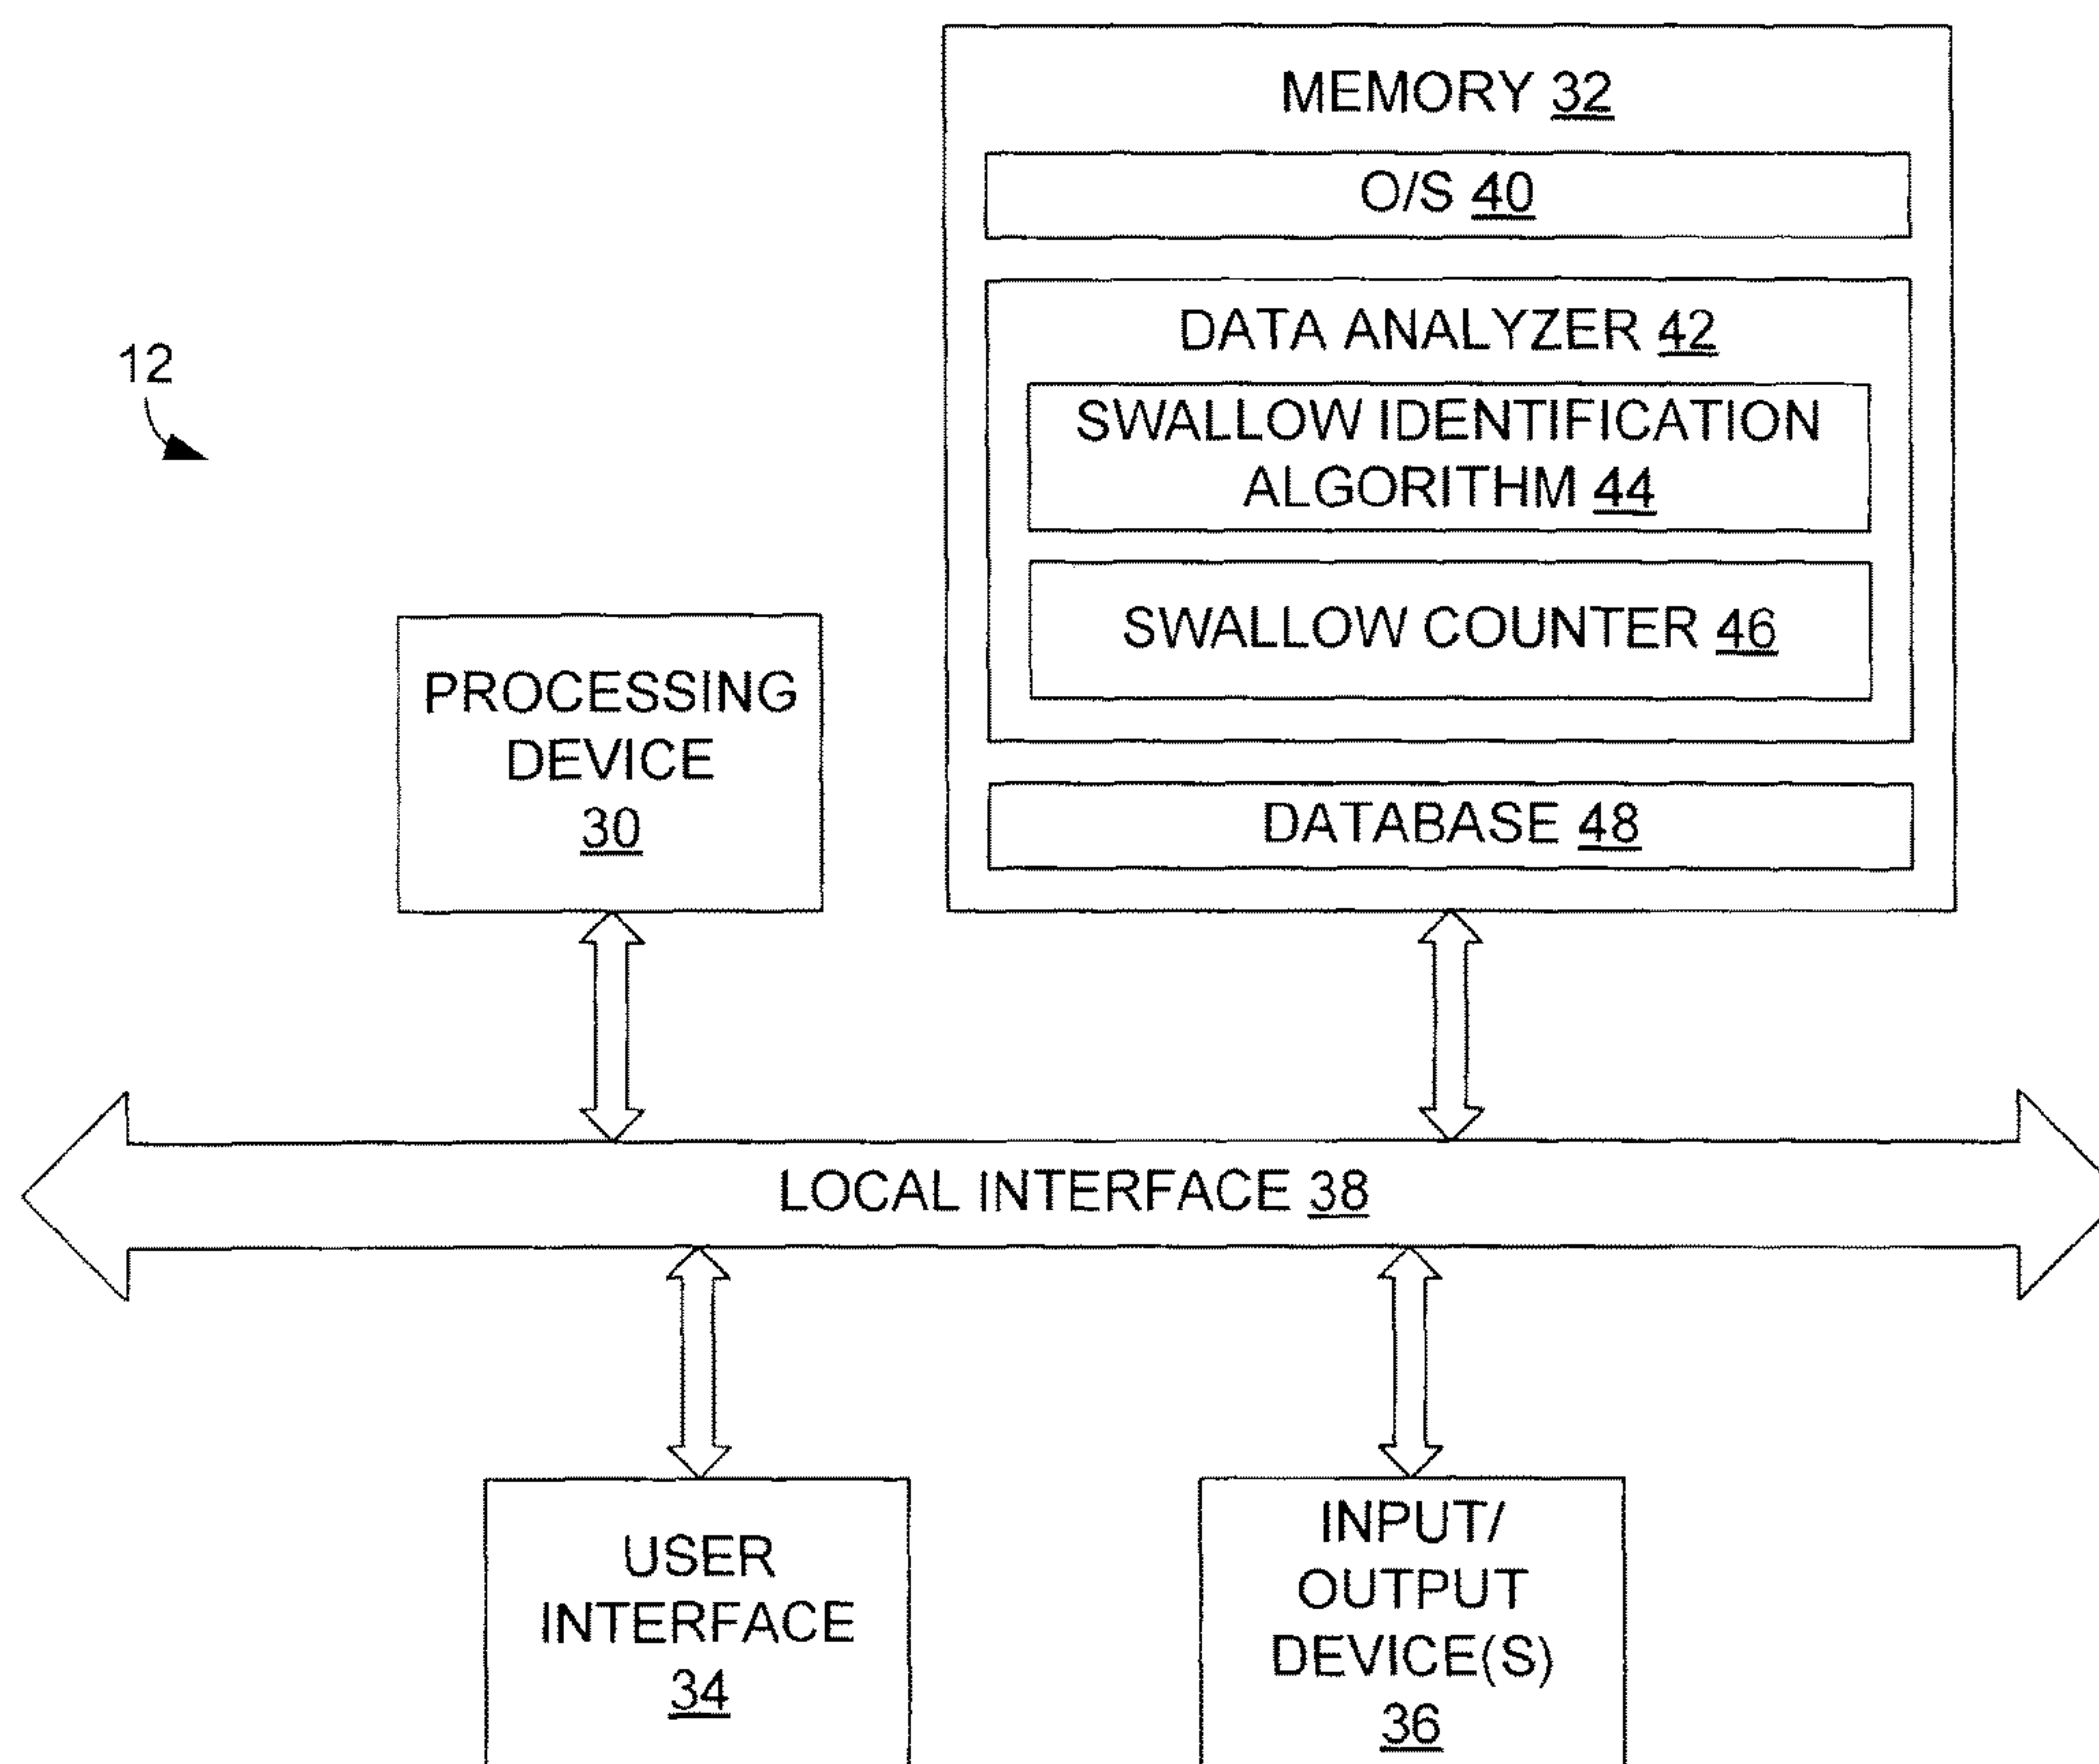 MEMORY 32
O/S 40
DATA ANALYZER 42
12
SWALLOW IDENTIFICATION
ALGORITHM 44
SWALLOW COUNTER 46
PROCESSING
DEVICE
30
DATABASE 48
LOCAL INTERFACE 38
USER
INTERFACE
34
INPUT/
OUTPUT
DEVICE(S)
36